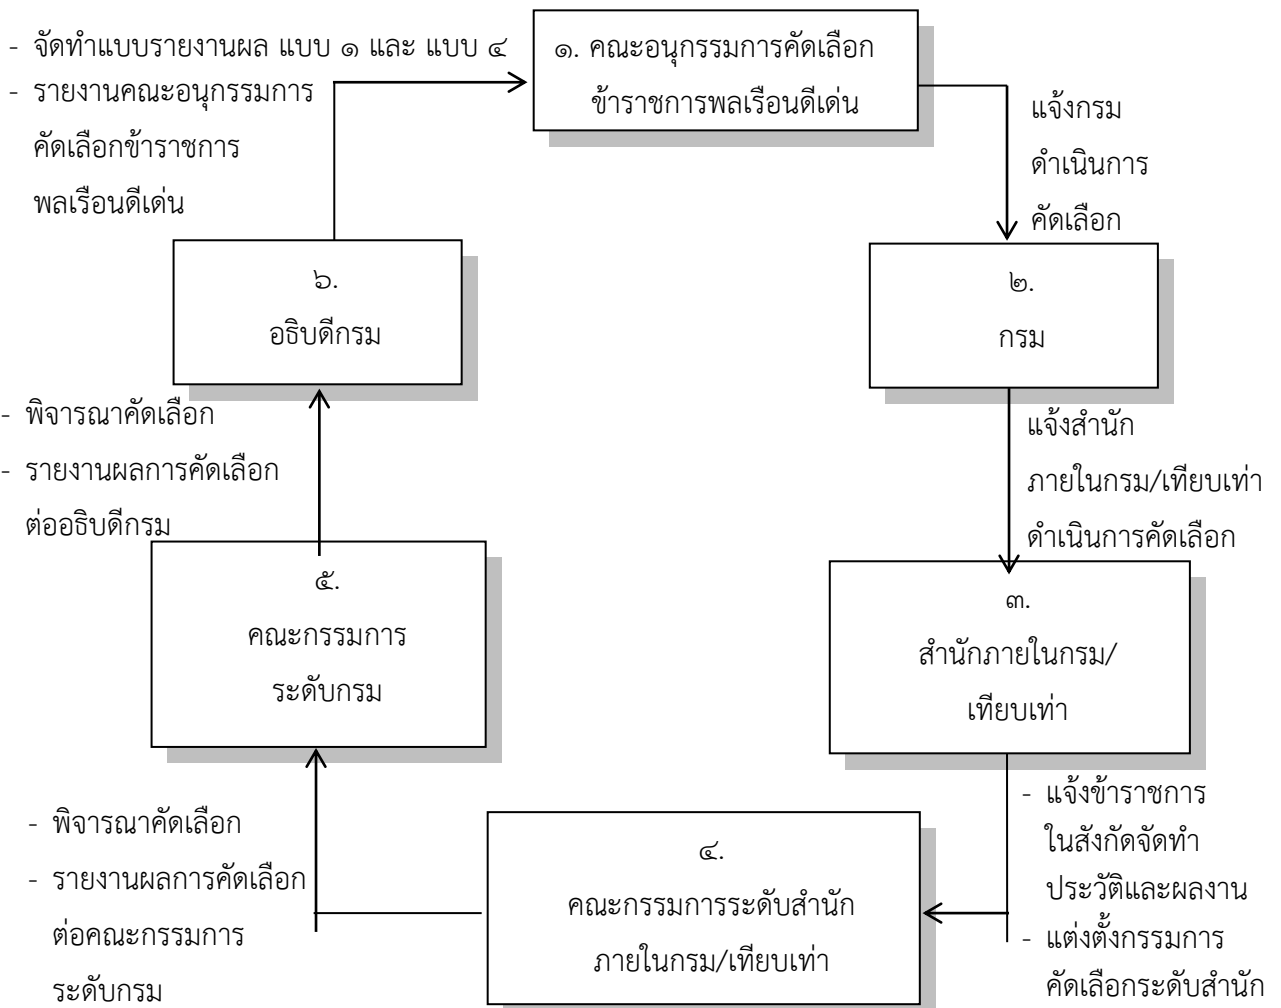 - จัดทำแบบรายงานผล แบบ ๑ และ แบบ ๔
- รายงานคณะอนุกรรมการ
คัดเลือกข้าราชการ
พลเรือนดีเด่น
๑. คณะอนุกรรมการคัดเลือก
ข้าราชการพลเรือนดีเด่น
แจ้งกรม
ดำเนินการ
คัดเลือก
๒.
กรม
แจ้งสำนัก
ภายในกรม/เทียบเท่า
ดำเนินการคัดเลือก
๓.
สำนักภายในกรม/
เทียบเท่า
- แจ้งข้าราชการ
ในสังกัดจัดทำ
ประวัติและผลงาน
- แต่งตั้งกรรมการ
คัดเลือกระดับสำนัก
๔.
คณะกรรมการระดับสำนัก
ภายในกรม/เทียบเท่า
- พิจารณาคัดเลือก
- รายงานผลการคัดเลือก
ต่อคณะกรรมการ
ระดับกรม
๕.
คณะกรรมการ
ระดับกรม
- พิจารณาคัดเลือก
- รายงานผลการคัดเลือก
ต่ออธิบดีกรม
๖.
อธิบดีกรม